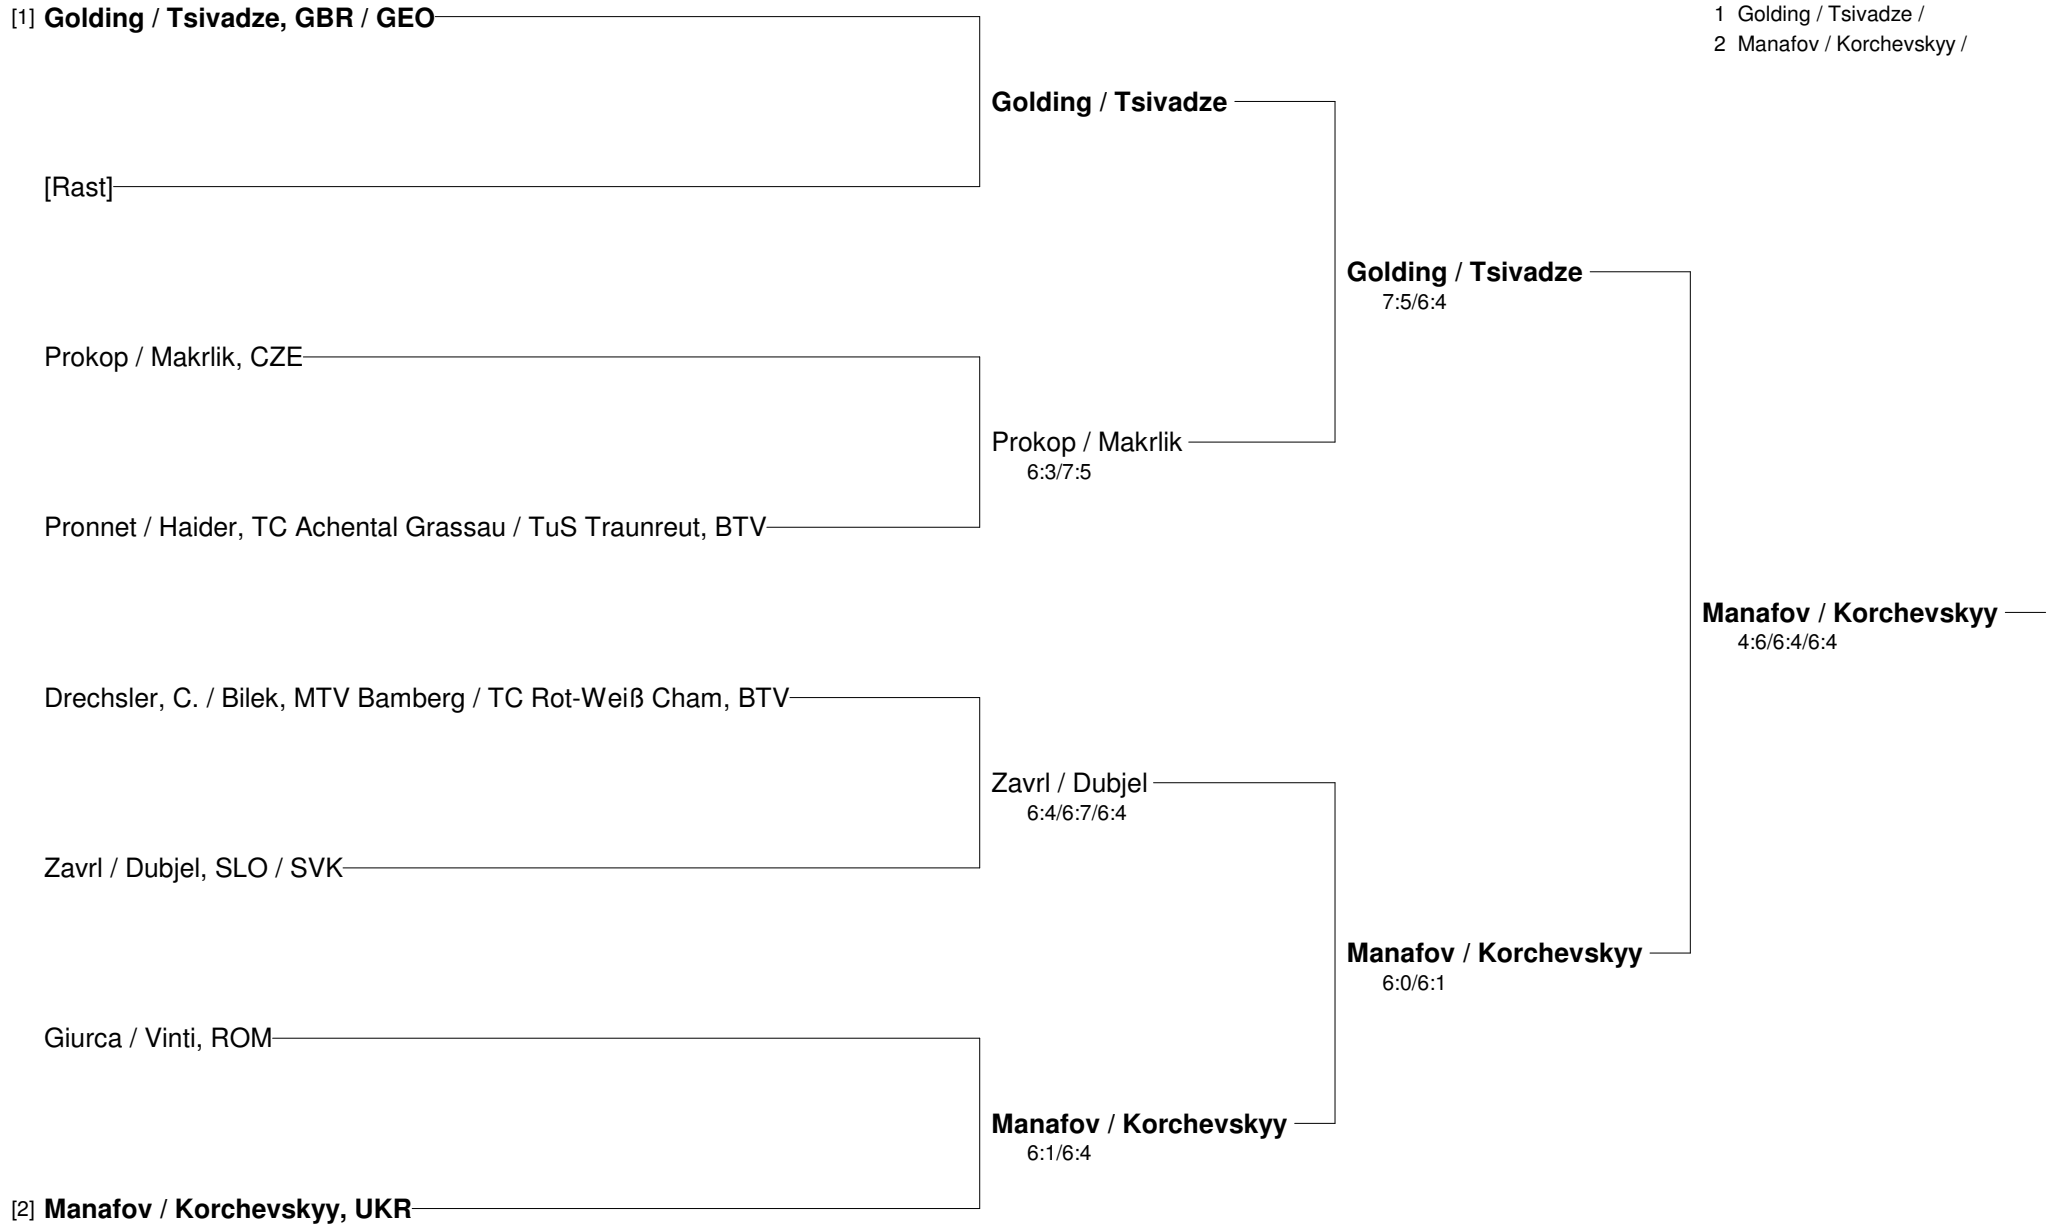 [1] Golding / Tsivadze, GBR / GEO
1 Golding / Tsivadze /
2 Manafov / Korchevskyy /
Golding / Tsivadze
[Rast]
Golding / Tsivadze
7:5/6:4
Prokop / Makrlik, CZE
Prokop / Makrlik
6:3/7:5
Pronnet / Haider, TC Achental Grassau / TuS Traunreut, BTV
Manafov / Korchevskyy
4:6/6:4/6:4
Drechsler, C. / Bilek, MTV Bamberg / TC Rot-Weiß Cham, BTV
Zavrl / Dubjel
6:4/6:7/6:4
Zavrl / Dubjel, SLO / SVK
Manafov / Korchevskyy
6:0/6:1
Giurca / Vinti, ROM
Manafov / Korchevskyy
6:1/6:4
[2] Manafov / Korchevskyy, UKR